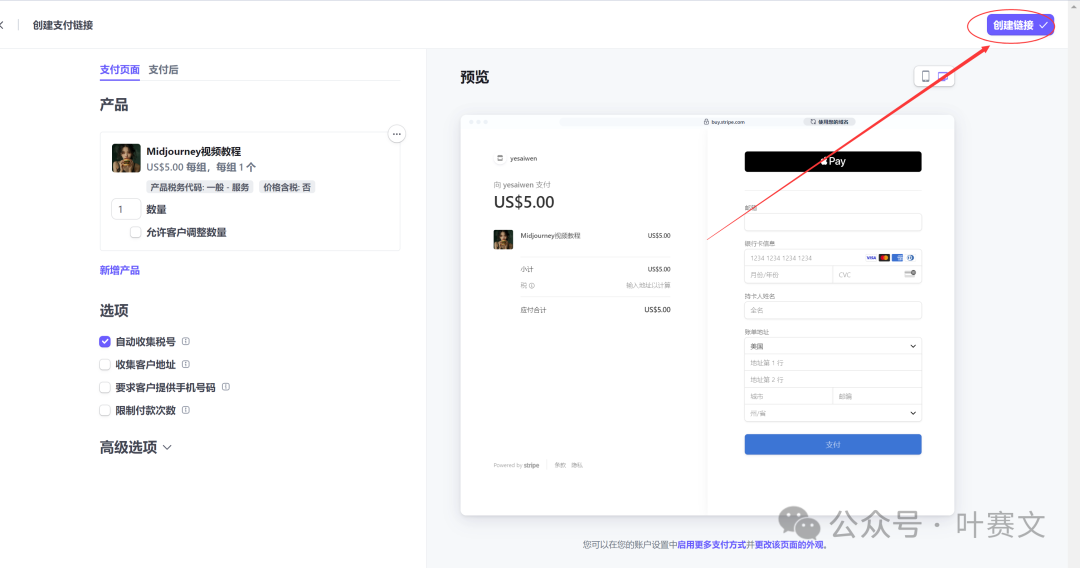 创建支付链接
创建链接
支付页面 支付后
产品
Midjourney视频教程
US$5.00 每组，每组 1 个
产品税务代码: 一般 - 服务 价格含税: 否
1 数量
允许客户调整数量
新增产品
选项
自动收集税号
收集客户地址
要求客户提供手机号码
限制付款次数
高级选项
预览
buy.stripe.com 使用您的域名
yesaiwen
向 yesaiwen 支付
US$5.00
Midjourney视频教程 US$5.00
小计 US$5.00
税 输入地址以计算
应付合计 US$5.00
Powered by stripe 条款 隐私
Pay
邮箱
银行卡信息
1234 1234 1234 1234 VISA
月份/年份 CVC
持卡人姓名
全名
账单地址
美国
地址第 1 行
地址第 2 行
城市 邮编
州/省
支付
您可以在您的账户设置中启用更多支付方式并更改该页面的外观。
公众号 · 叶赛文